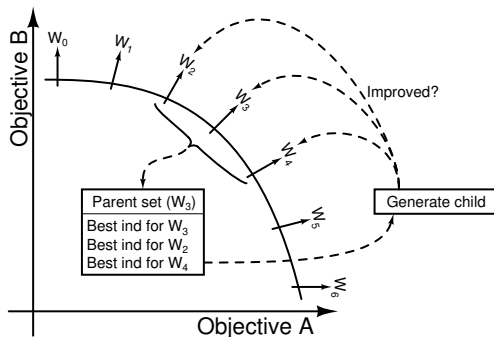 Objective B
W0
W1
W2
W3
W4
W5
W6
Improved?
Parent set (W3)
Best ind for W3
Best ind for W2
Best ind for W4
Generate child
Objective A